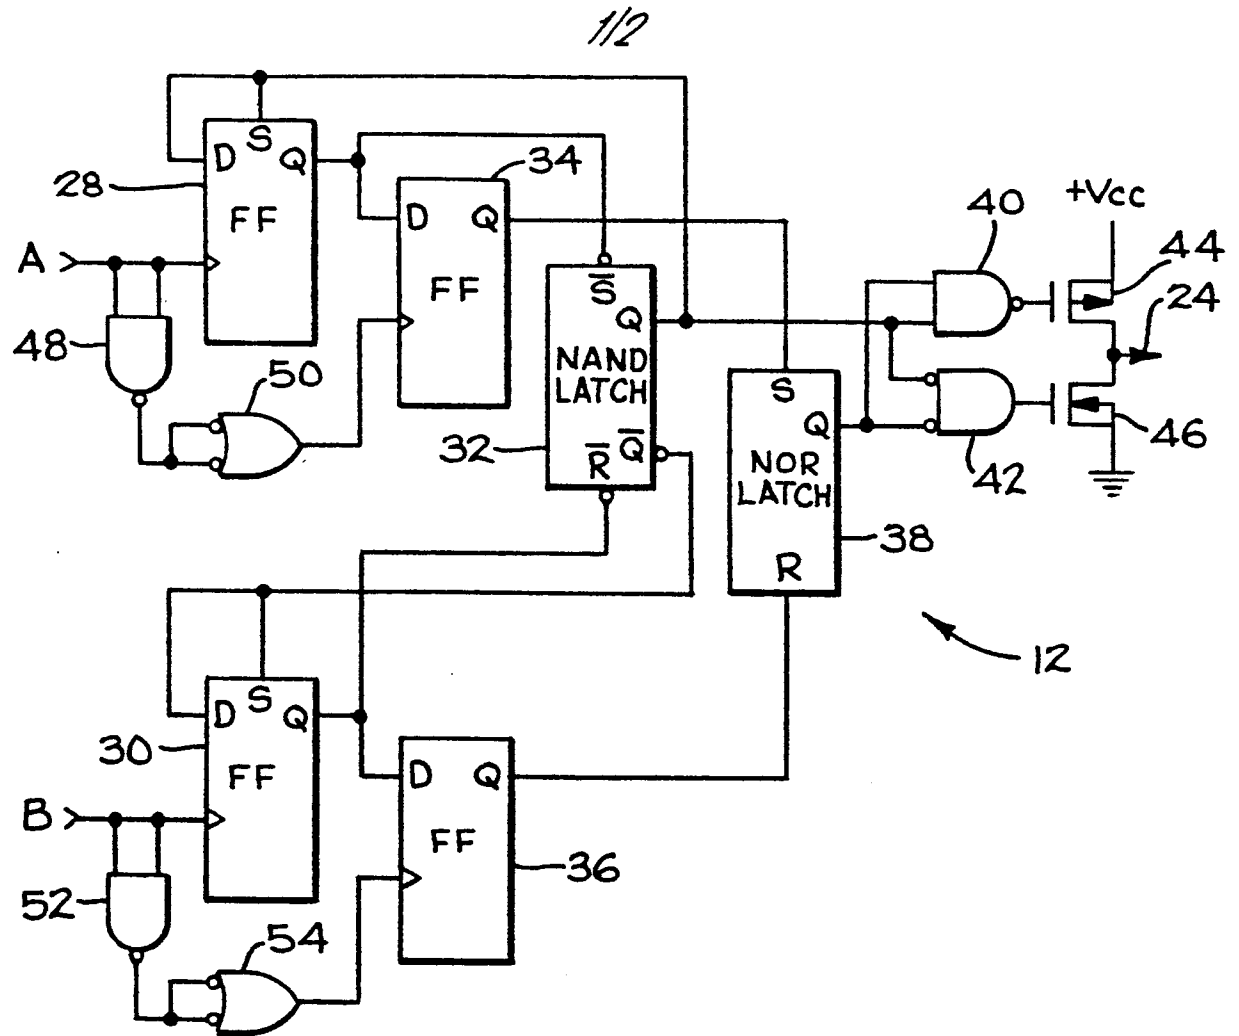 1/2
S
D Q
28
FF
34
D Q
FF
A
48
50
S̅
Q
NAND
LATCH
32
R̅ Q̅
40
+Vcc
44
24
S
Q
NOR
LATCH
42
46
38
R
12
S
D Q
30
FF
D Q
FF
36
B
52
54